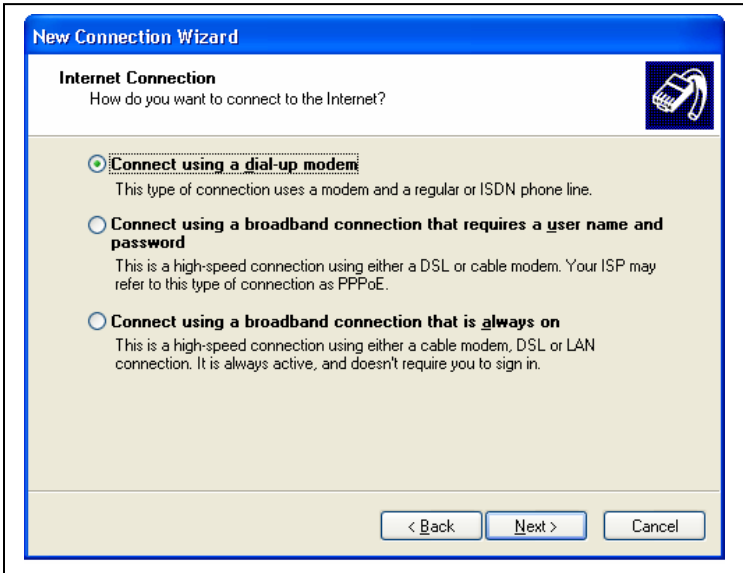 New Connection Wizard
Internet Connection
How do you want to connect to the Internet?
Connect using a dial-up modem
This type of connection uses a modem and a regular or ISDN phone line.
Connect using a broadband connection that requires a user name and
password
This is a high-speed connection using either a DSL or cable modem. Your ISP may
refer to this type of connection as PPPoE.
Connect using a broadband connection that is always on
This is a high-speed connection using either a cable modem, DSL or LAN
connection. It is always active, and doesn't require you to sign in.
< Back Next > Cancel